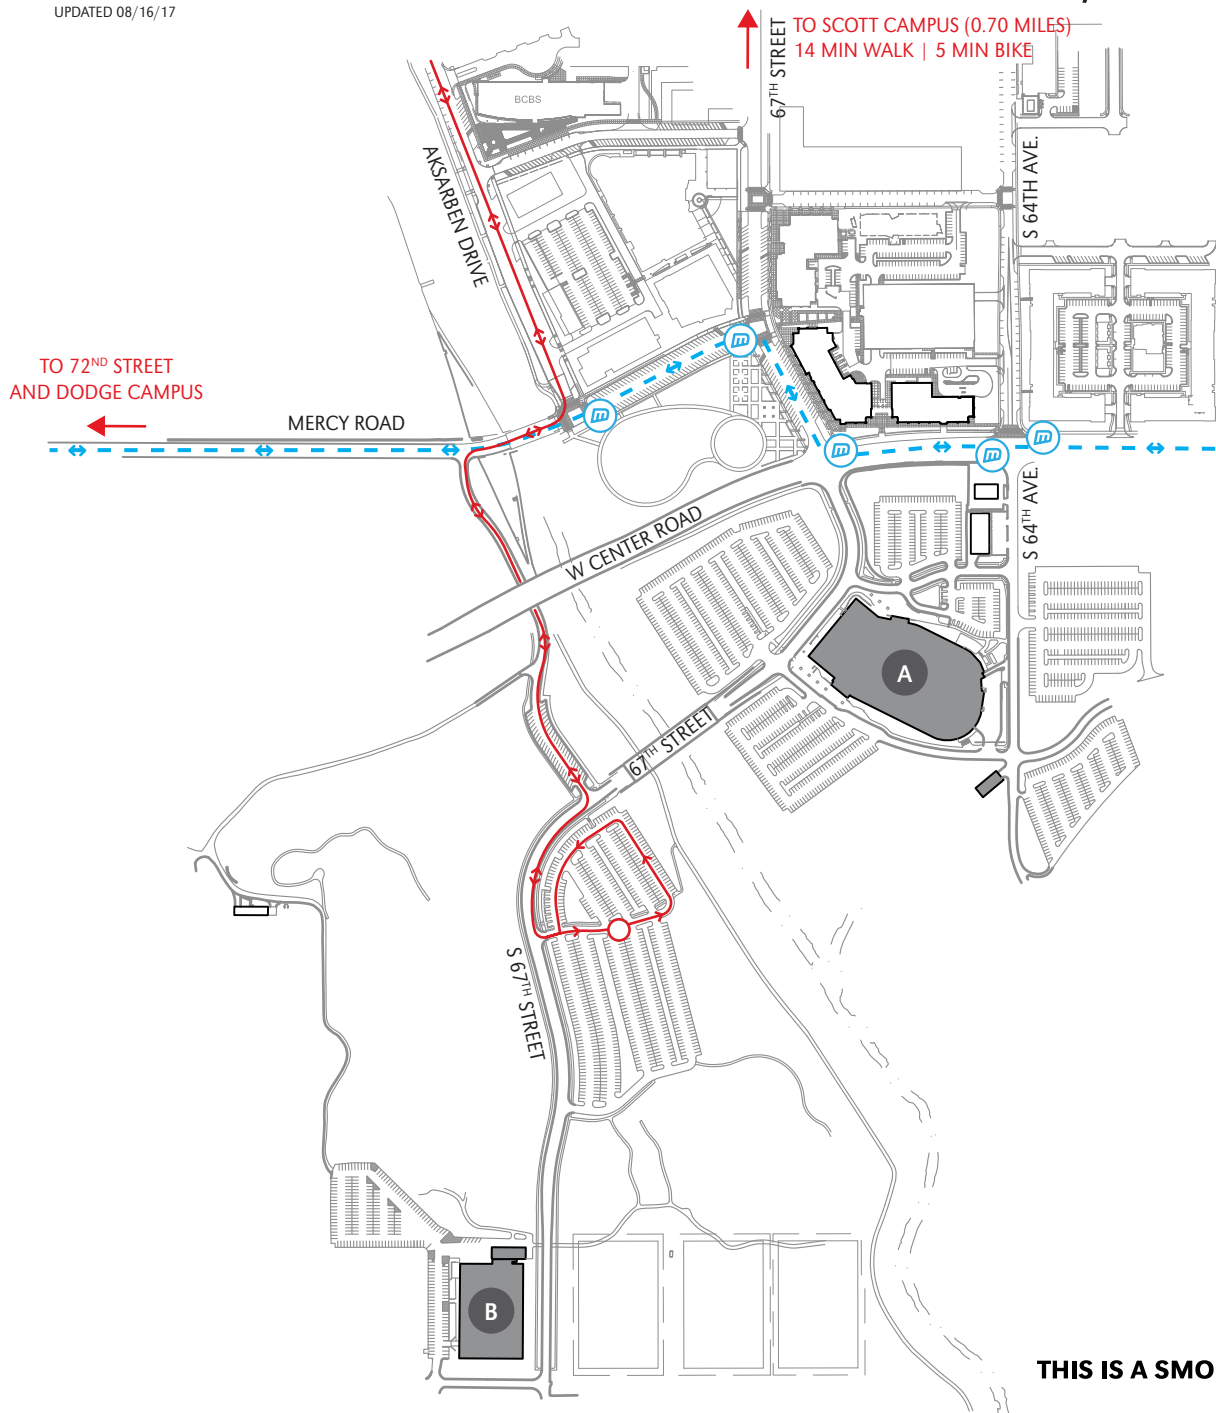 UPDATED 08/16/17
TO SCOTT CAMPUS (0.70 MILES)
14 MIN WALK | 5 MIN BIKE
67TH STREET
BCBS
AKSARBEN DRIVE
S 64TH AVE.
TO 72ND STREET
AND DODGE CAMPUS
MERCY ROAD
W CENTER ROAD
S 64TH AVE.
A
67TH STREET
S 67TH STREET
B
THIS IS A SMO